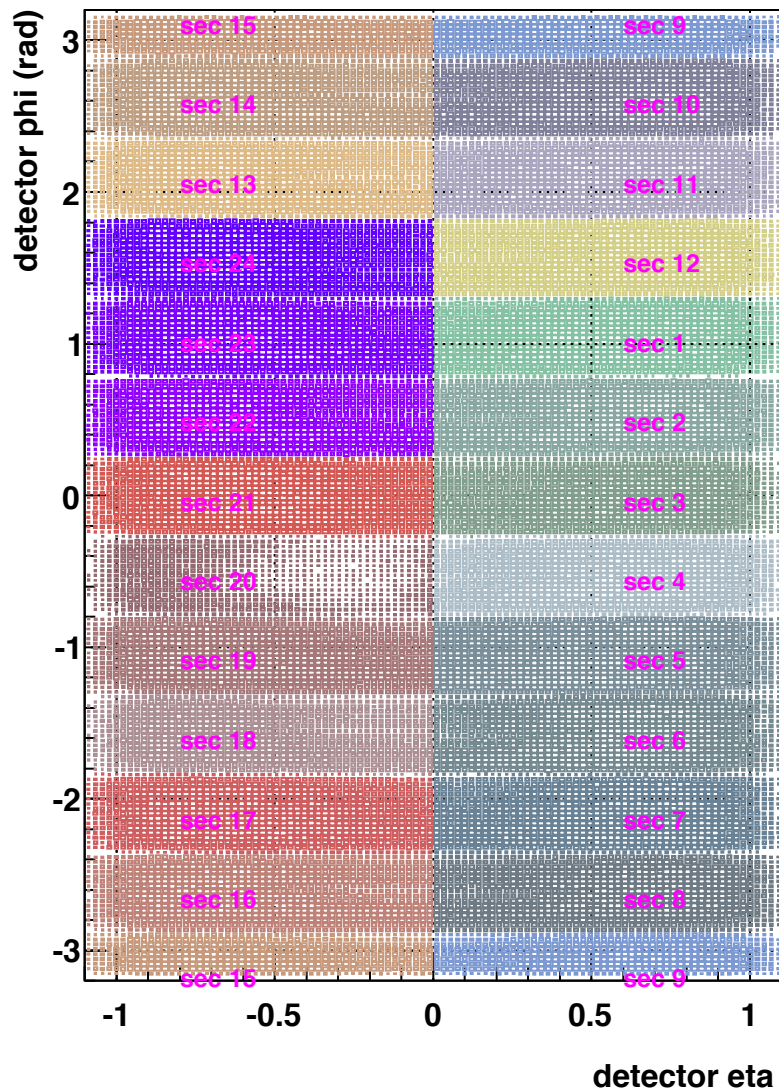 detector phi (rad)
3
sec 15
sec 9
sec 14
sec 10
2
sec 13
sec 11
sec 24
sec 12
1
sec 23
sec 1
sec 22
sec 2
0
sec 21
sec 3
sec 20
sec 4
-1
sec 19
sec 5
sec 18
sec 6
-2
sec 17
sec 7
sec 16
sec 8
-3
sec 15
sec 9
-1 -0.5 0 0.5 1
detector eta